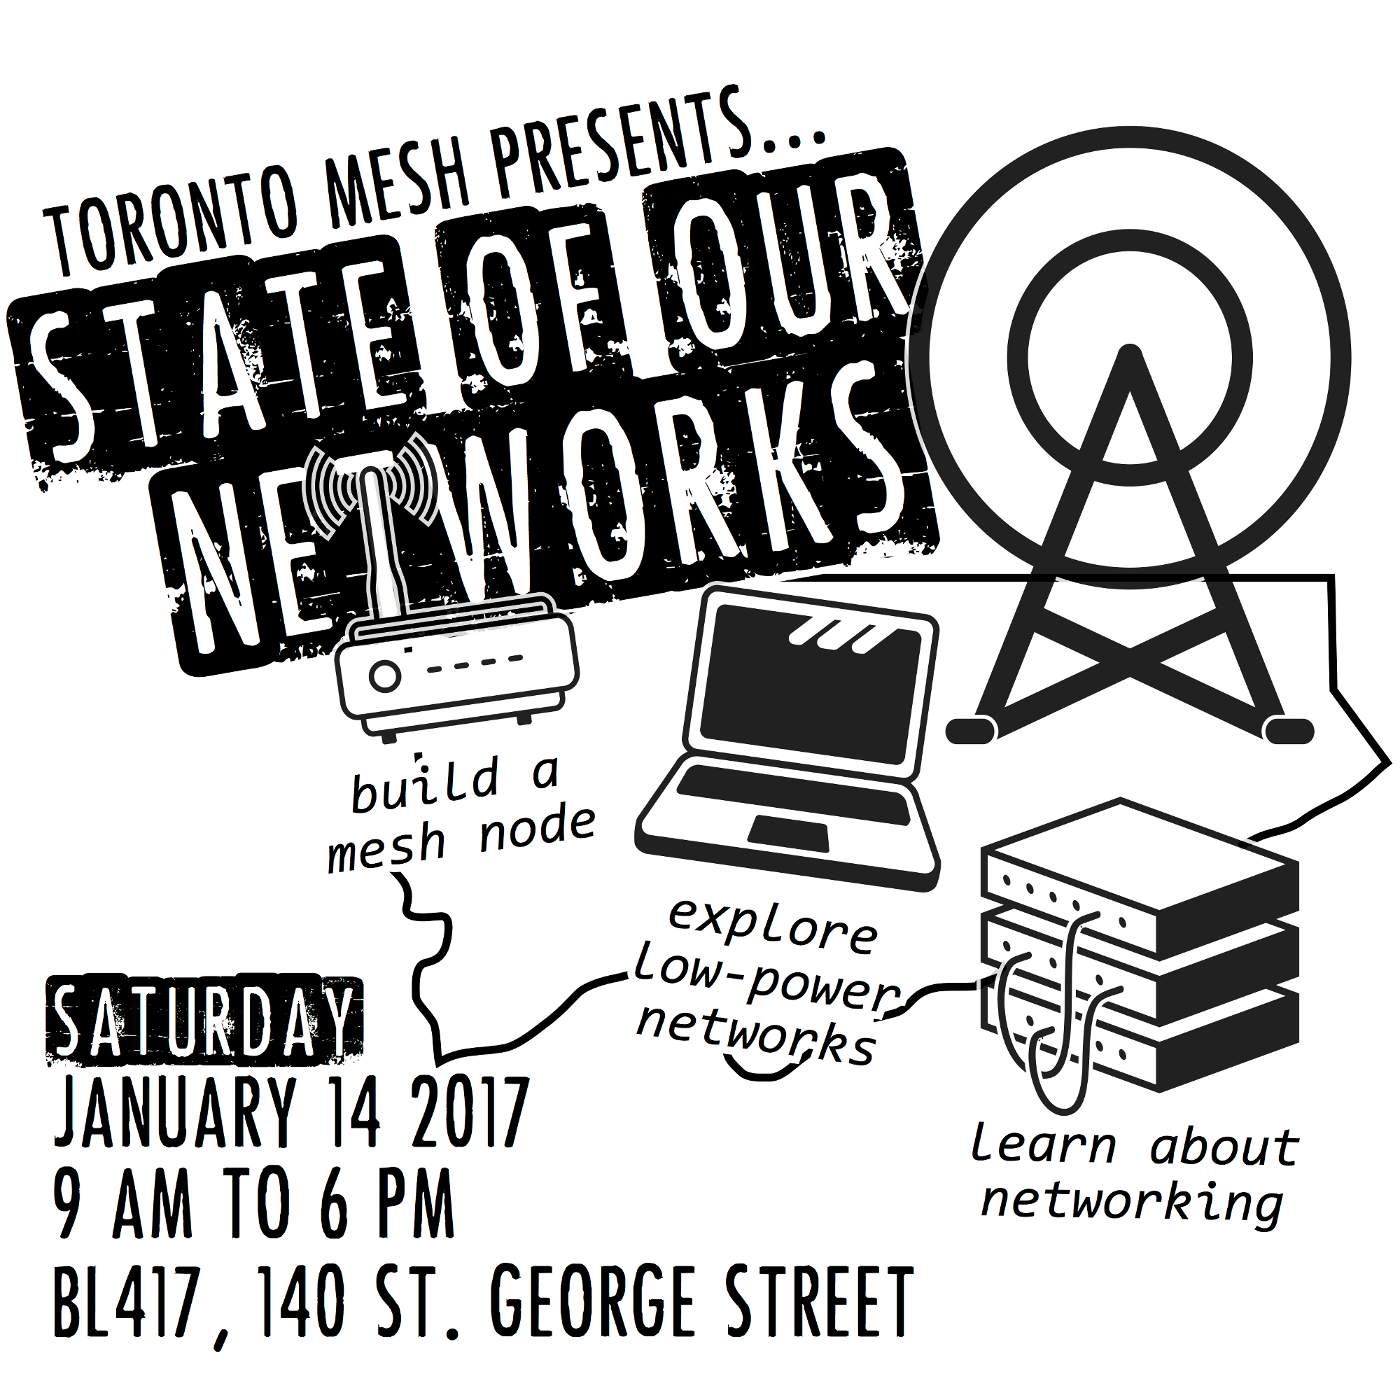 TORONTO MESH PRESENTS...
STATE OF OUR
NETWORKS
build a
mesh node
explore
low-power
networks
learn about
networking
SATURDAY
JANUARY 14 2017
9 AM TO 6 PM
BL417, 140 ST. GEORGE STREET